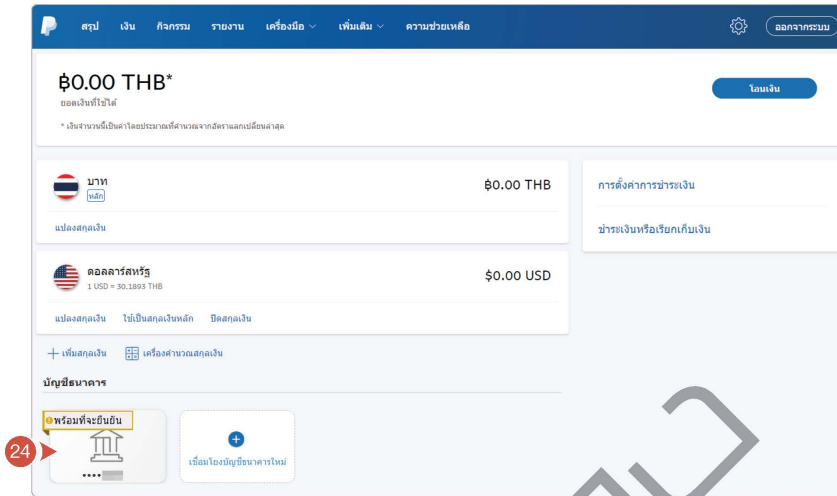 สรุป เงิน กิจกรรม รายงาน เครื่องมือ เพิ่มเติม ความช่วยเหลือ ออกจากระบบ
฿0.00 THB*
ยอดเงินที่ใช้ได้
* เงินจำนวนนี้เป็นค่าโดยประมาณที่คำนวณจากอัตราแลกเปลี่ยนล่าสุด
โอนเงิน
บาท
หลัก
฿0.00 THB
แปลงสกุลเงิน
การตั้งค่าการชำระเงิน
ชำระเงินหรือเรียกเก็บเงิน
ดอลลาร์สหรัฐ
1 USD = 30.1893 THB
$0.00 USD
แปลงสกุลเงิน ใช้เป็นสกุลเงินหลัก ปิดสกุลเงิน
เพิ่มสกุลเงิน เครื่องคำนวณสกุลเงิน
บัญชีธนาคาร
พร้อมที่จะยืนยัน
24
••••
เชื่อมโยงบัญชีธนาคารใหม่